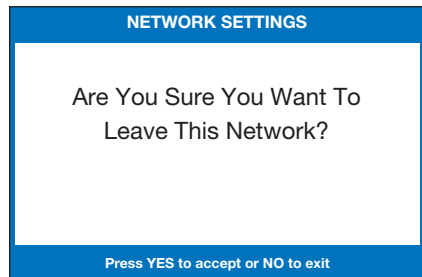 NETWORK SETTINGS
Are You Sure You Want To
Leave This Network?
Press YES to accept or NO to exit